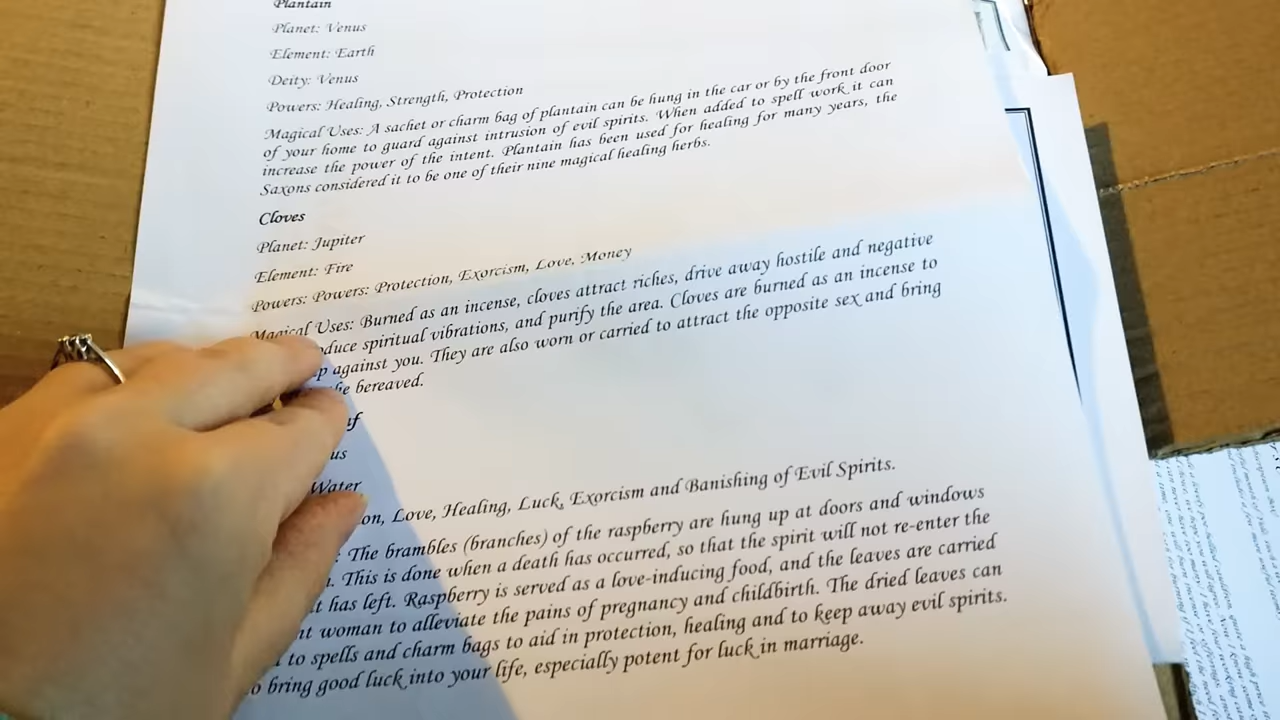 Plantain
Planet: Venus
Element: Earth
Deity: Venus
Powers: Healing, Strength, Protection
Magical Uses: A sachet or charm bag of plantain can be hung in the car or by the front door
of your home to guard against intrusion of evil spirits. When added to spell work it can
increase the power of the intent. Plantain has been used for healing for many years, the
Saxons considered it to be one of their nine magical healing herbs.
Cloves
Planet: Jupiter
Element: Fire
Powers: Powers: Protection, Exorcism, Love, Money
Magical Uses: Burned as an incense, cloves attract riches, drive away hostile and negative
duce spiritual vibrations, and purify the area. Cloves are burned as an incense to
p against you. They are also worn or carried to attract the opposite sex and bring
he bereaved.
af
us
Water
on, Love, Healing, Luck, Exorcism and Banishing of Evil Spirits.
: The brambles (branches) of the raspberry are hung up at doors and windows
. This is done when a death has occurred, so that the spirit will not re-enter the
it has left. Raspberry is served as a love-inducing food, and the leaves are carried
nt woman to alleviate the pains of pregnancy and childbirth. The dried leaves can
to spells and charm bags to aid in protection, healing and to keep away evil spirits.
o bring good luck into your life, especially potent for luck in marriage.